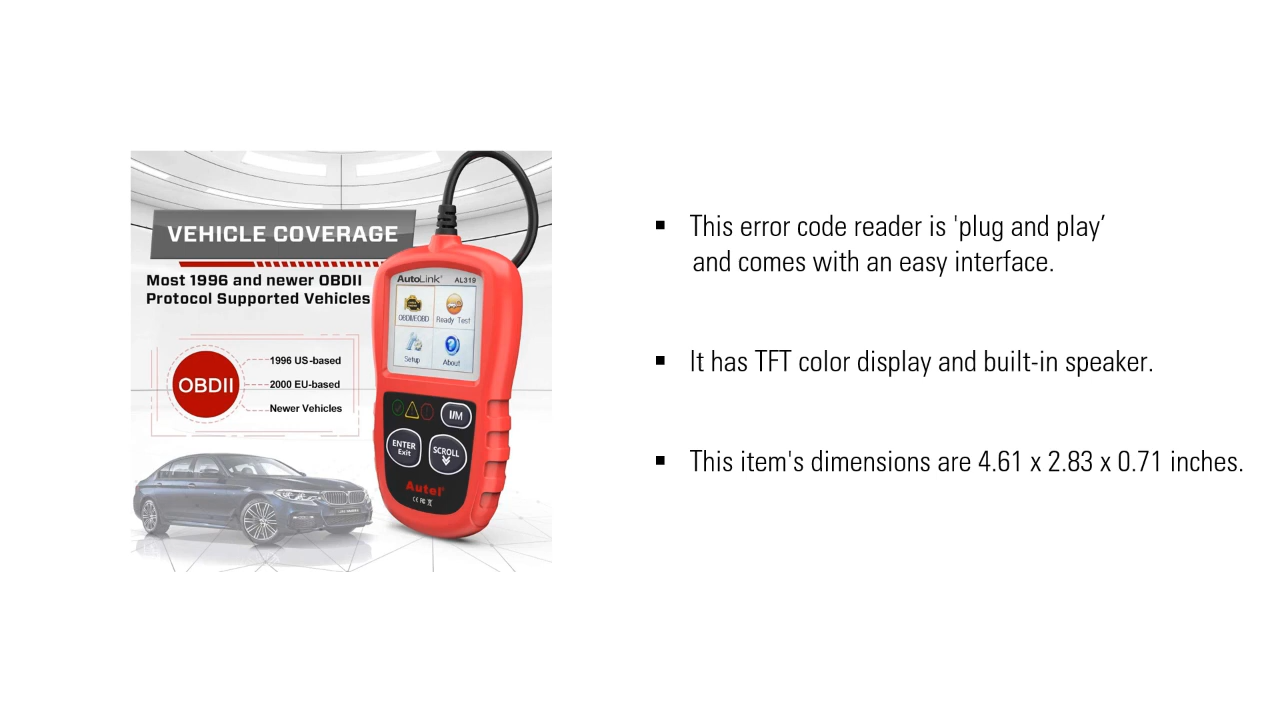 VEHICLE COVERAGE
Most 1996 and newer OBDII
Protocol Supported Vehicles
OBDII
1996 US-based
2000 EU-based
Newer Vehicles
AutoLink® AL319
OBDII/EOBD Ready Test
Setup About
I/M
ENTER
Exit
SCROLL
Autel®
CE
▪ This error code reader is 'plug and play’
and comes with an easy interface.
▪ It has TFT color display and built-in speaker.
▪ This item's dimensions are 4.61 x 2.83 x 0.71 inches.